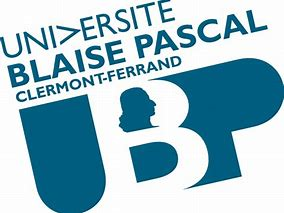 UNIVERSITE
BLAISE PASCAL
CLERMONT-FERRAND
UBP